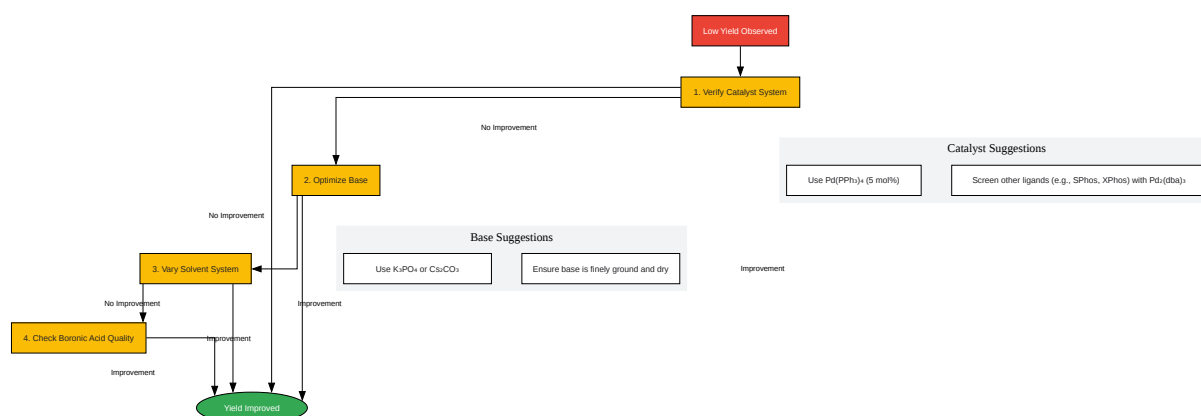 Low Yield Observed
1. Verify Catalyst System
No Improvement
Catalyst Suggestions
Use Pd(PPh₃)₄ (5 mol%)
Screen other ligands (e.g., SPhos, XPhos) with Pd₂(dba)₃
2. Optimize Base
No Improvement
Base Suggestions
Use K₃PO₄ or Cs₂CO₃
Ensure base is finely ground and dry
Improvement
3. Vary Solvent System
No Improvement
Improvement
4. Check Boronic Acid Quality
Improvement
Improvement
Yield Improved